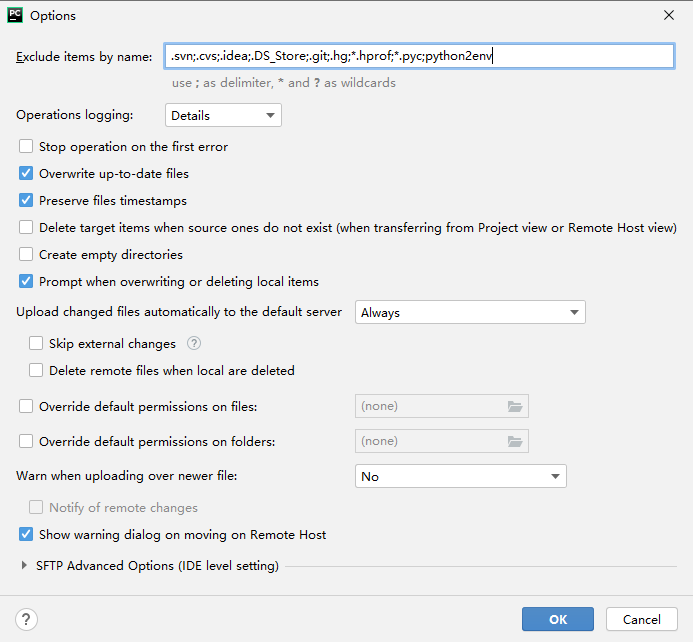 PC Options
Exclude items by name: .svn;.cvs;.idea;.DS_Store;.git;.hg;*.hprof;*.pyc;python2env
use ; as delimiter, * and ? as wildcards
Operations logging: Details
Stop operation on the first error
Overwrite up-to-date files
Preserve files timestamps
Delete target items when source ones do not exist (when transferring from Project view or Remote Host view)
Create empty directories
Prompt when overwriting or deleting local items
Upload changed files automatically to the default server Always
Skip external changes ?
Delete remote files when local are deleted
Override default permissions on files: (none)
Override default permissions on folders: (none)
Warn when uploading over newer file: No
Notify of remote changes
Show warning dialog on moving on Remote Host
SFTP Advanced Options (IDE level setting)
? OK Cancel